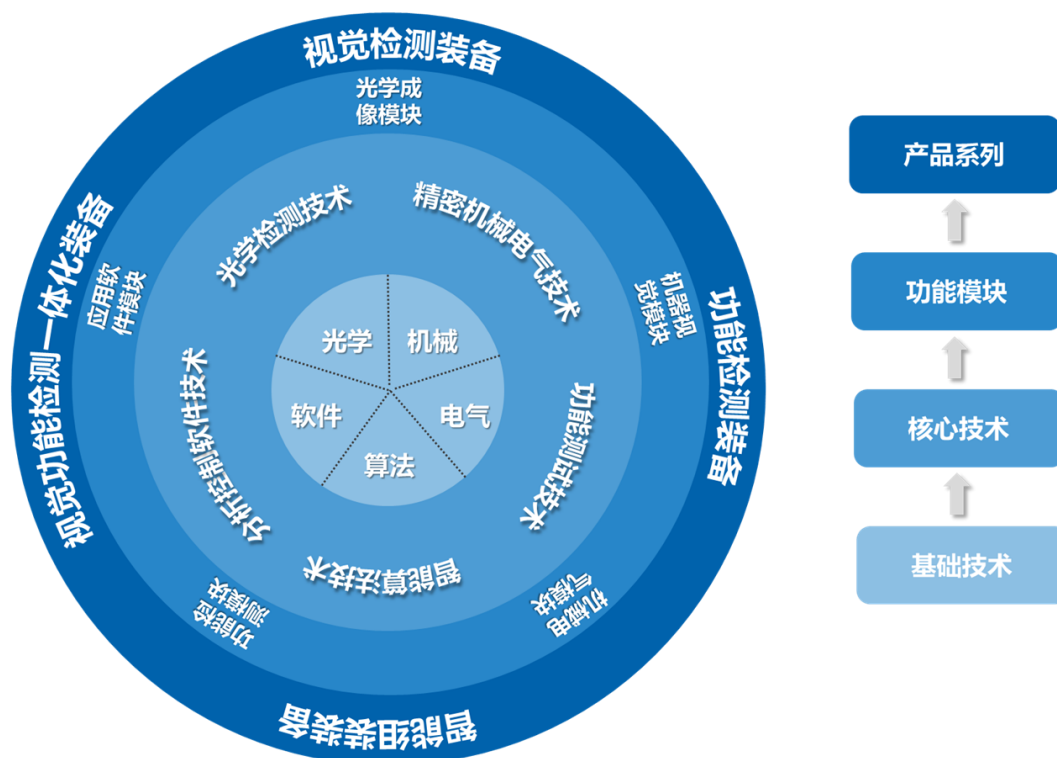 视觉检测装备
光学成
像模块
光学检测技术
精密机械电气技术
视觉功能检测一体化装备
应用软
件模块
机器视
觉模块
功能检测装备
光学
机械
软件
电气
算法
分析控制软件技术
功能测试技术
智能算法技术
功能检
测模块
机械电
气模块
智能组装装备
产品系列
功能模块
核心技术
基础技术